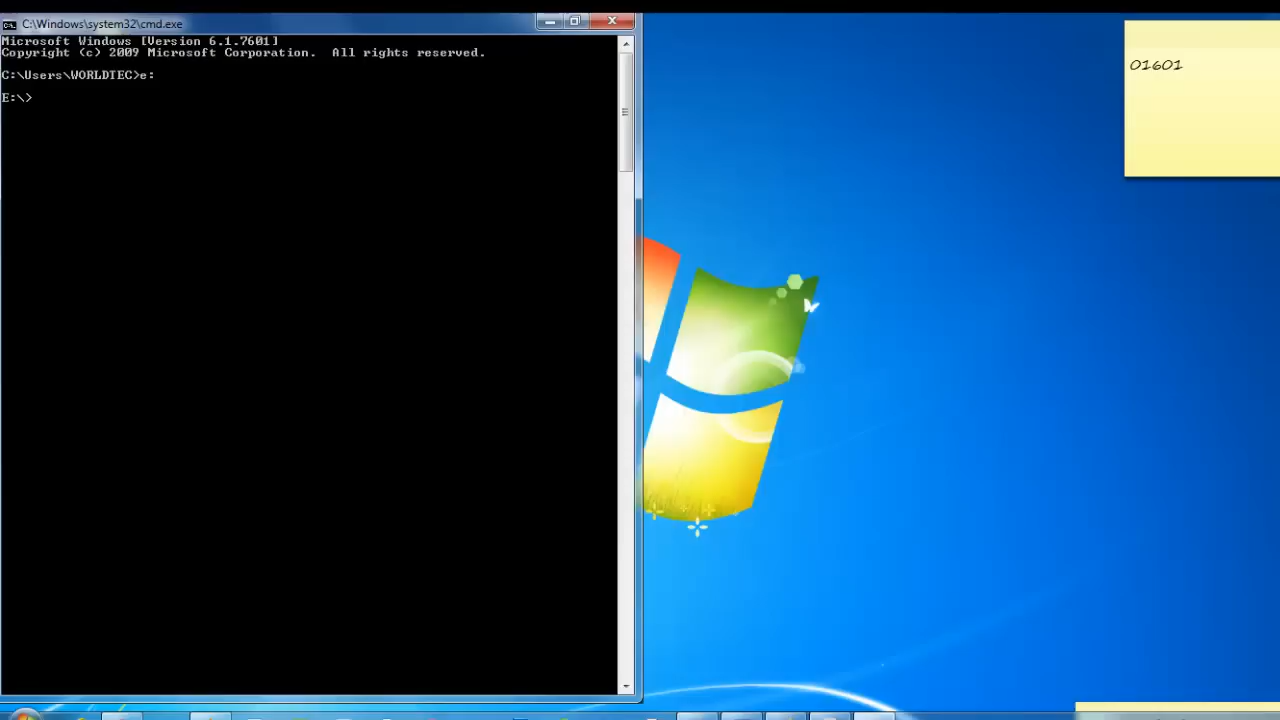 C:\Windows\system32\cmd.exe
Microsoft Windows [Version 6.1.7601]
Copyright (c) 2009 Microsoft Corporation.  All rights reserved.
C:\Users\WORLDTEC>e:
E:\>
01601